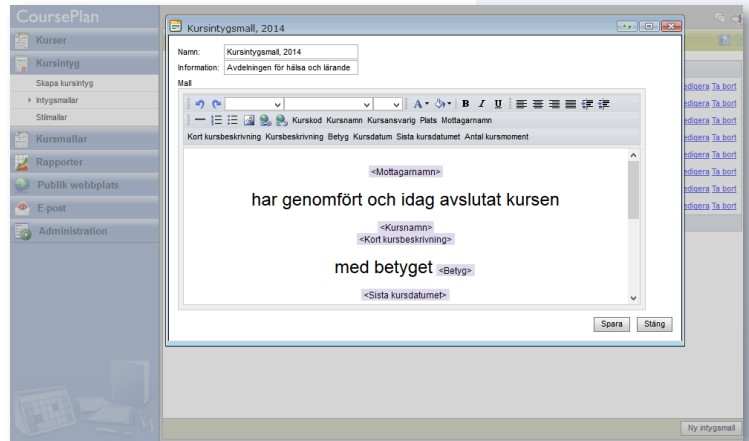 CoursePlan
Kurser
Kursintyg
Skapa kursintyg
Intygsmallar
Stilmallar
Kursmallar
Rapporter
Publik webbplats
E-post
Administration
Kursintygsmall, 2014
Namn: Kursintygsmall, 2014
Information: Avdelningen för hälsa och lärande
Mall
A B I U
Kurskod Kursnamn Kursansvarig Plats Mottagarnamn
Kort kursbeskrivning Kursbeskrivning Betyg Kursdatum Sista kursdatumet Antal kursmoment
<Mottagarnamn>
har genomfört och idag avslutat kursen
<Kursnamn>
<Kort kursbeskrivning>
med betyget <Betyg>
<Sista kursdatumet>
Spara Stäng
edigera Ta bort
edigera Ta bort
edigera Ta bort
edigera Ta bort
edigera Ta bort
edigera Ta bort
edigera Ta bort
edigera Ta bort
Ny intygsmall